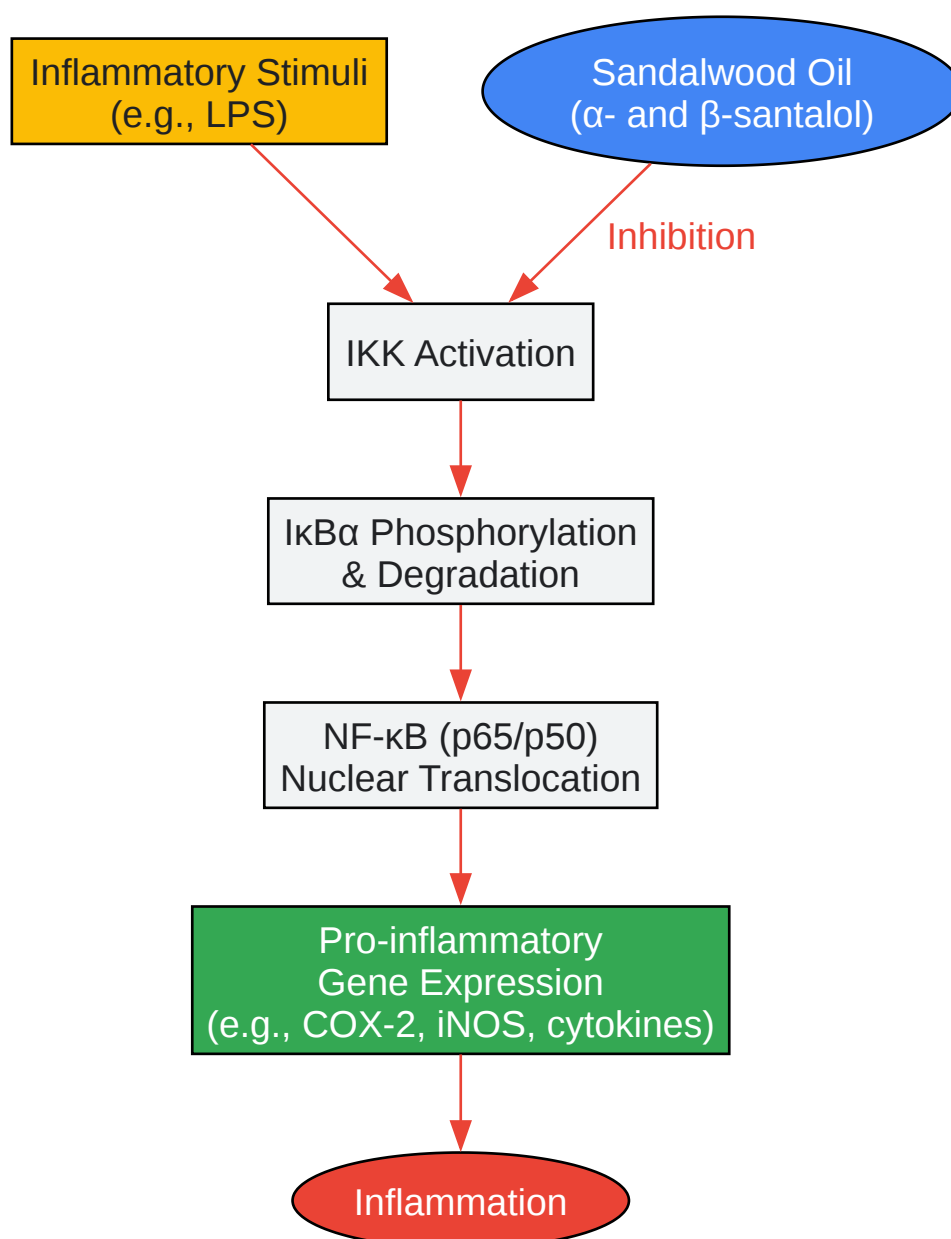 Inflammatory Stimuli
(e.g., LPS)
Sandalwood Oil
(α- and β-santalol)
Inhibition
IKK Activation
IκBα Phosphorylation
& Degradation
NF-κB (p65/p50)
Nuclear Translocation
Pro-inflammatory
Gene Expression
(e.g., COX-2, iNOS, cytokines)
Inflammation